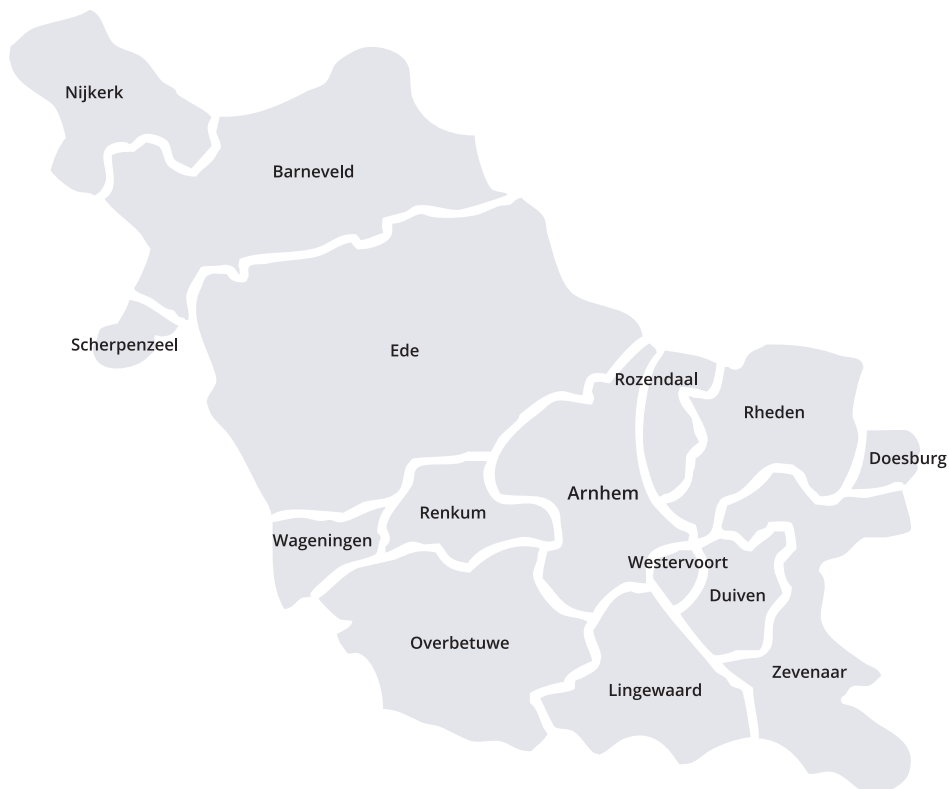 Nijkerk
Barneveld
Scherpenzeel
Ede
Rozendaal
Rheden
Doesburg
Arnhem
Renkum
Wageningen
Westervoort
Duiven
Overbetuwe
Zevenaar
Lingewaard